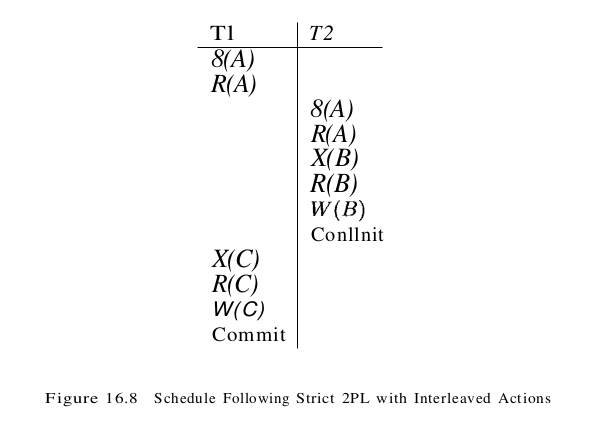 T1 T2
8(A)
R(A)
8(A)
R(A)
X(B)
R(B)
W(B)
Conllnit
X(C)
R(C)
W(C)
Commit
Figure 16.8 Schedule Following Strict 2PL with Interleaved Actions